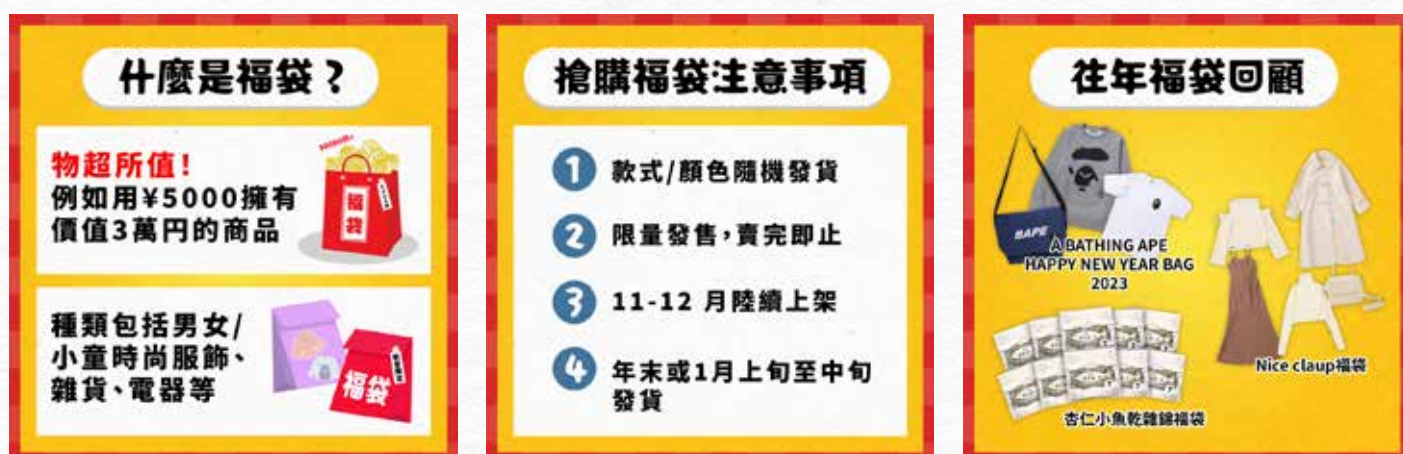 什麼是福袋？
物超所值！
例如用¥5000擁有
價值3萬円的商品
福袋
種類包括男女/
小童時尚服飾、
雜貨、電器等
福袋
搶購福袋注意事項
1 款式/顏色隨機發貨
2 限量發售，賣完即止
3 11-12 月陸續上架
4 年末或1月上旬至中旬
發貨
往年福袋回顧
BAPE
A BATHING APE
HAPPY NEW YEAR BAG
2023
Nice claup福袋
杏仁小魚乾雜錦福袋